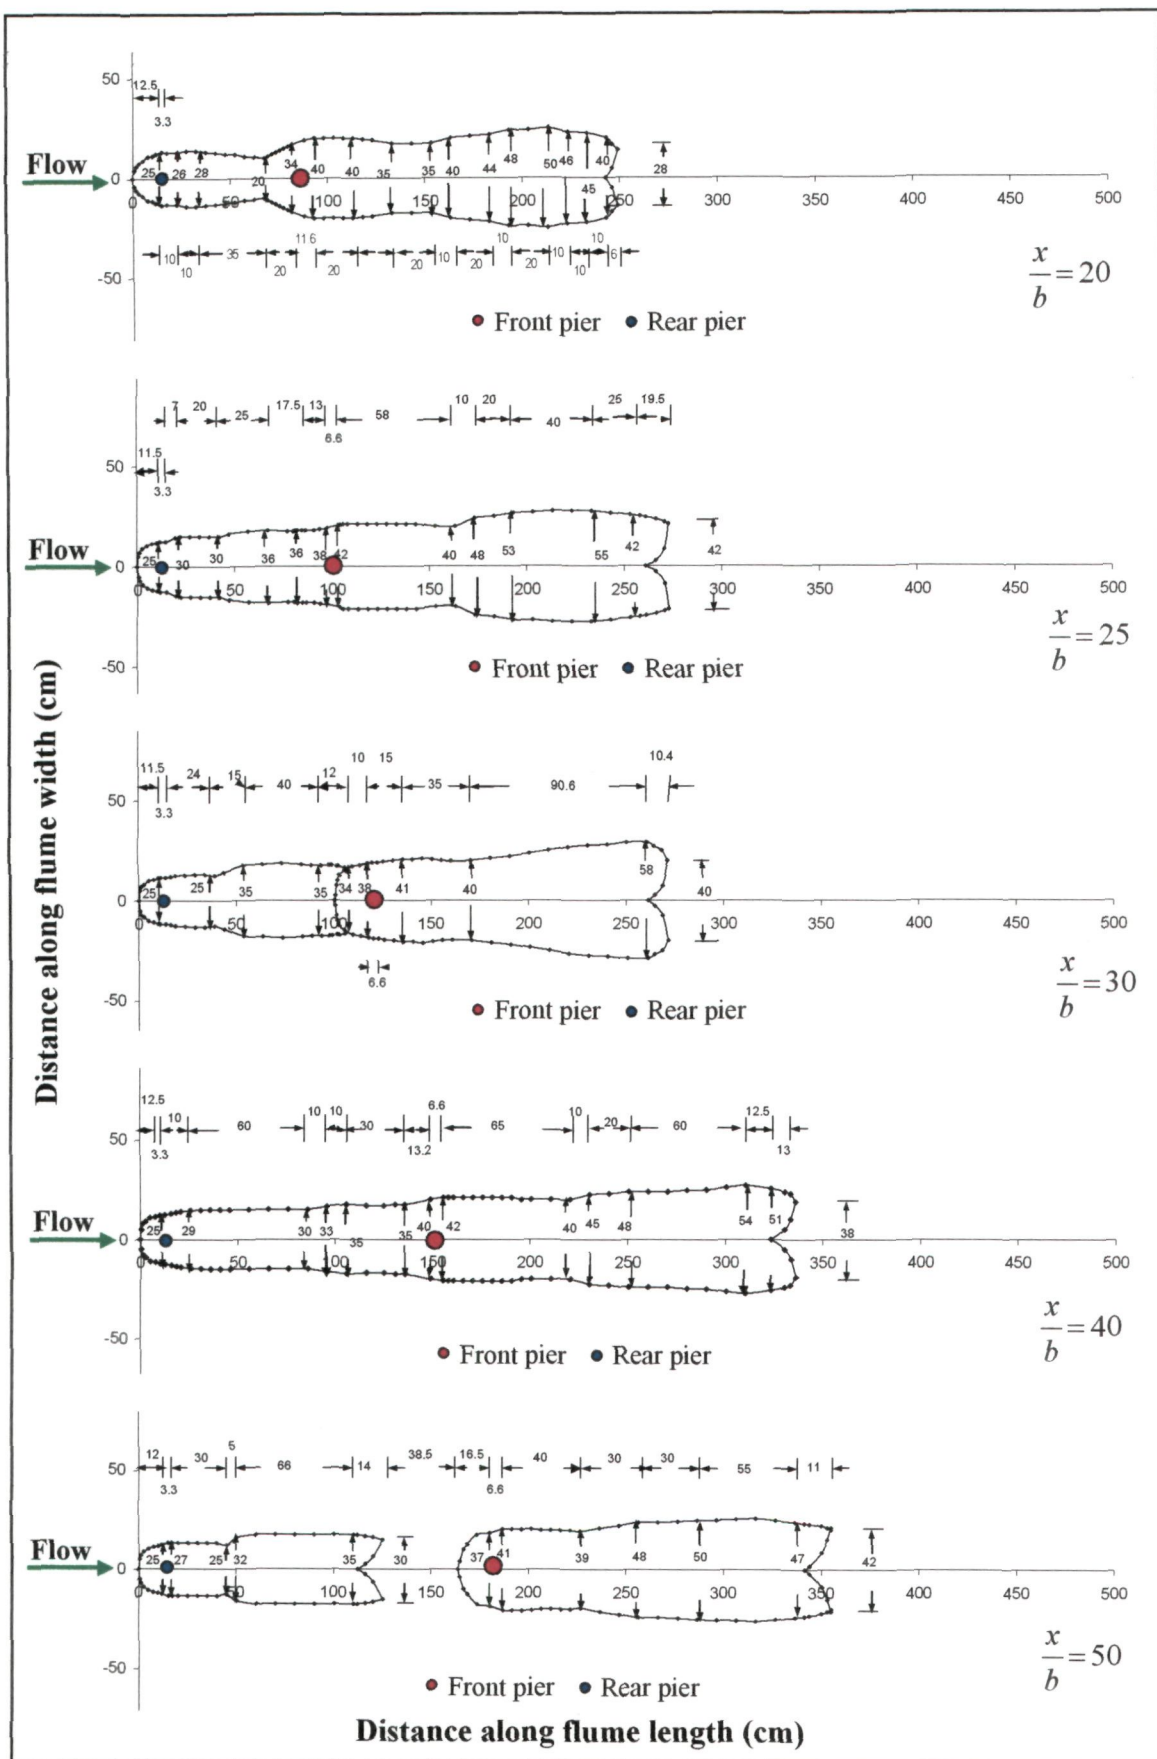 50
12.5
3.3
Flow
34 48 50 46 40
25 26 28 40 40 35 35 40 44 28
0
20 45
0 50 100 150 200 250 300 350 400 450 500
11 6 10 10
10 35 10 10
10 20 20 20 20 20 10 6
-50
x/b = 20
Front pier Rear pier
7 20 25 17.5 13 58 10 20 40 25 19.5
6.6
50
11.5
3.3
Flow
25 30 30 36 36 38 42 40 48 53 55 42 42
0
0 50 100 150 200 250 300 350 400 450 500
x/b = 25
-50
Front pier Rear pier
10 15 10.4
11.5 24 15 40 12 35 90.6
3.3
50
25 25 35 35 34 38 41 40 58 40
0
0 50 100 150 200 250 300 350 400 450 500
6.6
-50
x/b = 30
Front pier Rear pier
12.5 10 10 10 6.6 10 12.5
60 30 65 20 60
3.3 13.2 13
50
Flow
25 29 30 33 35 35 40 42 40 45 48 54 51 38
0
0 50 100 150 200 250 300 350 400 450 500
-50
x/b = 40
Front pier Rear pier
5
12 30 66 14 38.5 16.5 40 30 30 55 11
3.3 6.6
50
Flow
25 27 25 32 35 30 37 41 39 48 50 47 42
0
0 50 100 150 200 250 300 350 400 450 500
-50
x/b = 50
Front pier Rear pier
Distance along flume width (cm)
Distance along flume length (cm)